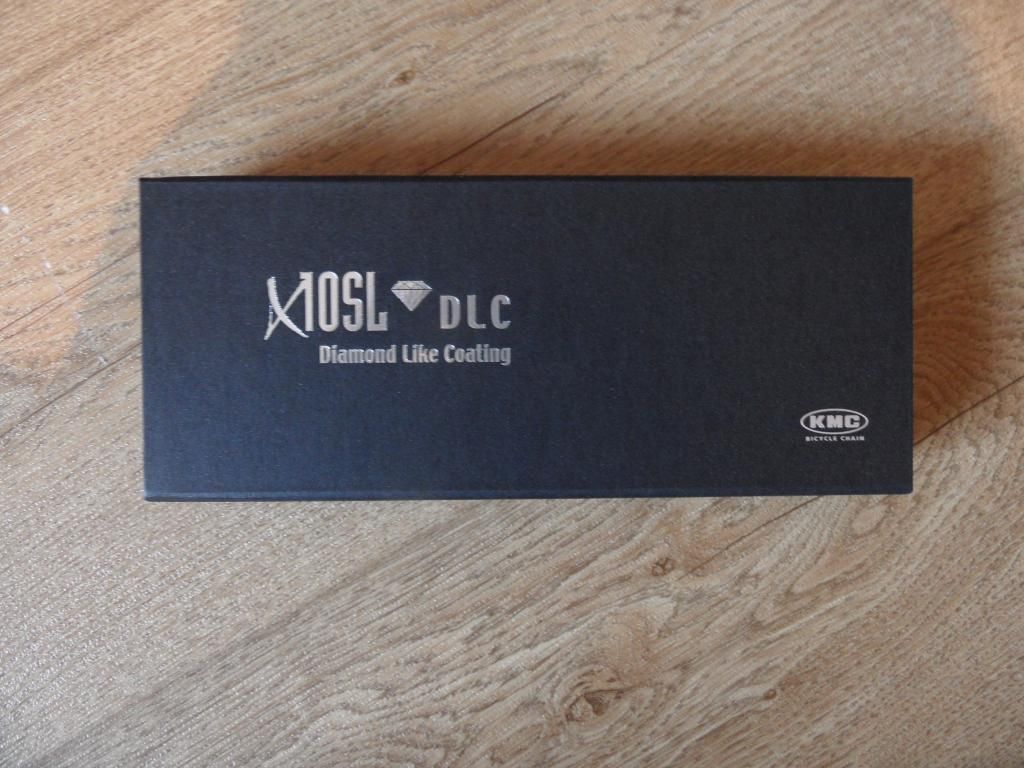 X10SL DLC
Diamond Like Coating
KMC
BICYCLE CHAIN